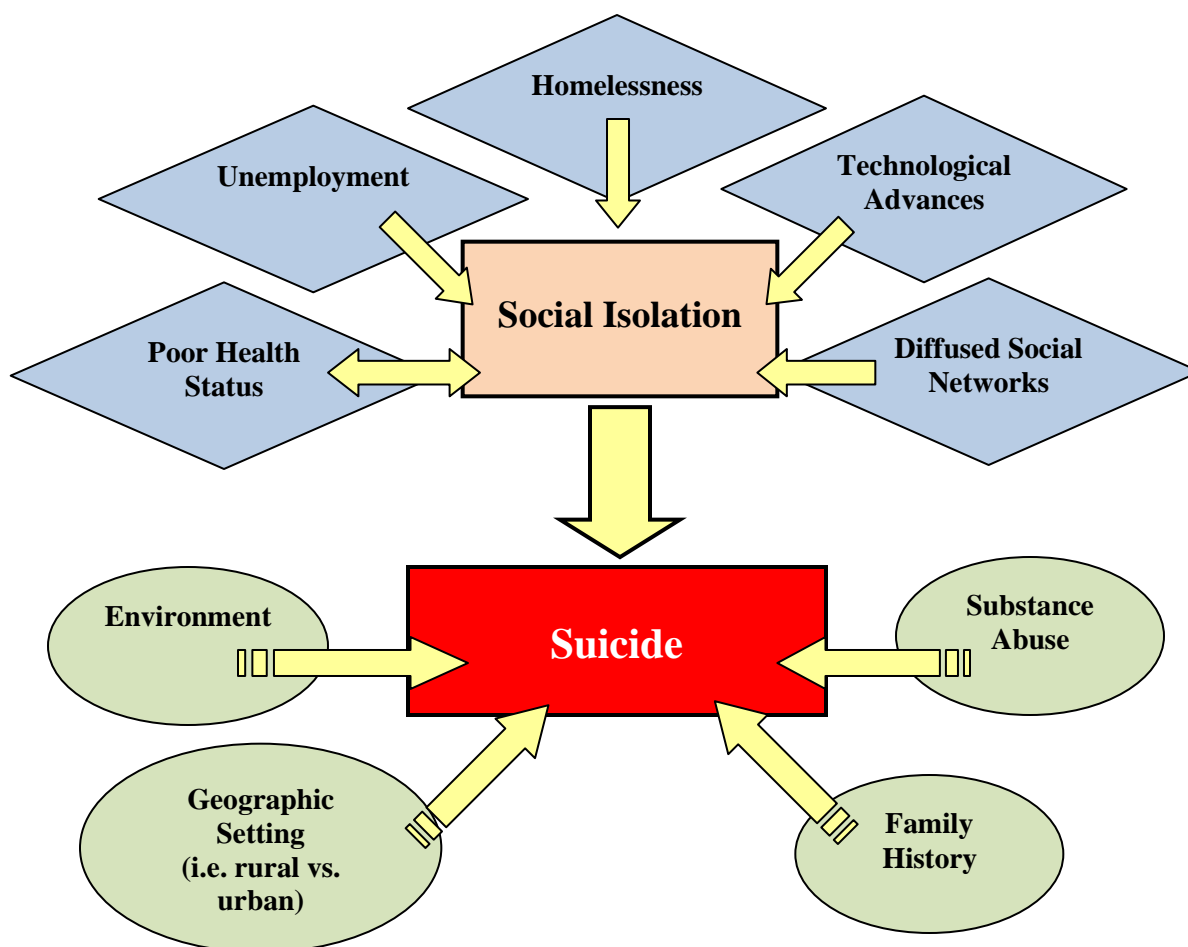 Homelessness
Unemployment
Technological
Advances
Social Isolation
Poor Health
Status
Diffused Social
Networks
Environment
Suicide
Substance
Abuse
Geographic
Setting
(i.e. rural vs.
urban)
Family
History